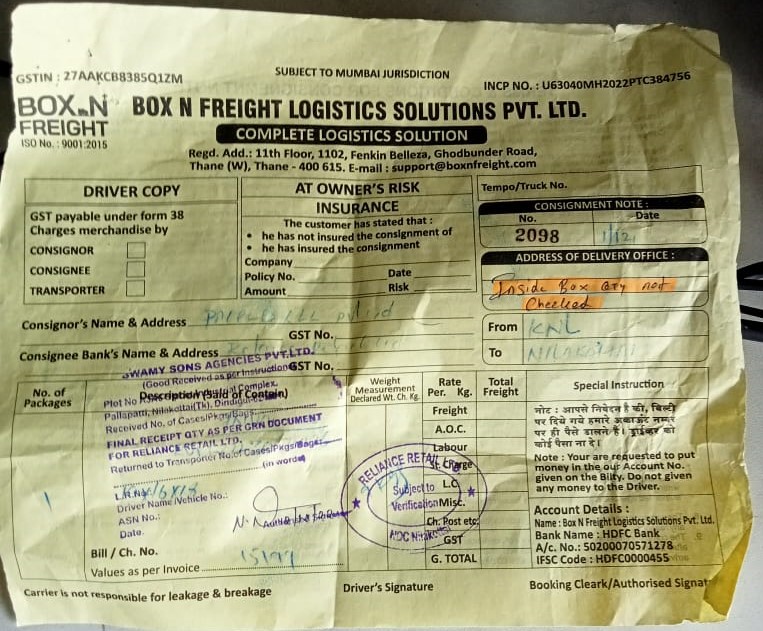 GSTIN : 27AAKCB8385Q1ZM
SUBJECT TO MUMBAI JURISDICTION
INCP NO. : U63040MH2022PTC384756
BOX N FREIGHT
ISO No. : 9001:2015
BOX N FREIGHT LOGISTICS SOLUTIONS PVT. LTD.
COMPLETE LOGISTICS SOLUTION
Regd. Add.: 11th Floor, 1102, Fenkin Belleza, Ghodbunder Road,
Thane (W), Thane - 400 615. E-mail : support@boxnfreight.com
DRIVER COPY
GST payable under form 38
Charges merchandise by
CONSIGNOR
CONSIGNEE
TRANSPORTER
AT OWNER'S RISK
INSURANCE
The customer has stated that :
• he has not insured the consignment of
• he has insured the consignment
Company
Policy No. Date
Amount Risk
Tempo/Truck No.
CONSIGNMENT NOTE :
No. Date
2098 1/12
ADDRESS OF DELIVERY OFFICE :
Inside Box Qty not
Checked
Consignor's Name & Address
GST No.
From KNL
Consignee Bank's Name & Address
GST No.
To
SWAMY SONS AGENCIES PVT.LTD.
(Good Received as per Instruction
Plot No
Complex,
Pallapatti, Nilakottai(Tk), Dindigul
Received No. of Cases/Pkgs/Bags
FINAL RECEIPT QTY AS PER GRN DOCUMENT
FOR RELIANCE RETAIL LTD.
Returned to Transporter No.of Cases/Pkgs/Bags
(in words)
L.R.No
Driver Name/Vehicle No.:
ASN No.:
Date.
No. of
Packages
Description (Said of Contain)
Weight
Measurement
Declared Wt. Ch. Kg.
Rate
Per. Kg.
Total
Freight
Special Instruction
1
Freight
A.O.C.
Labour
St. Charge
L.C.
Misc.
Ch. Post etc.
GST
G. TOTAL
RELIANCE RETAIL
Subject to
Verification
नोट : आपसे निवेदन है की, बिल्टी
पर दिये गये हमारे अकाऊंट नम्बर
पर ही पैसे डालने है। ड्राईवर को
कोई पैसा ना दे।
Note : Your are requested to put
money in the our Account No.
given on the Bilty. Do not given
any money to the Driver.
Account Details :
Name : Box N Freight Logistics Solutions Pvt. Ltd.
Bank Name : HDFC Bank
A/c. No.: 50200070571278
IFSC Code : HDFC0000455
Bill / Ch. No.
Values as per Invoice
Carrier is not responsible for leakage & breakage
Driver's Signature
Booking Cleark/Authorised Signat